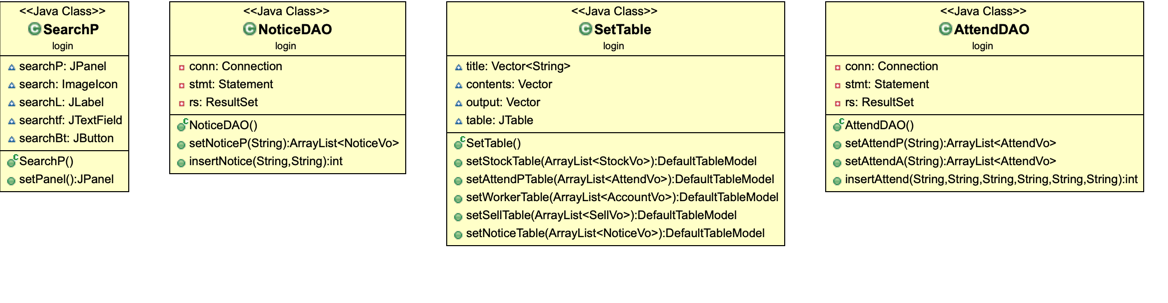 <<Java Class>>
SearchP
login
searchP: JPanel
search: ImageIcon
searchL: JLabel
searchtf: JTextField
searchBt: JButton
SearchP()
setPanel():JPanel
<<Java Class>>
NoticeDAO
login
conn: Connection
stmt: Statement
rs: ResultSet
NoticeDAO()
setNoticeP(String):ArrayList<NoticeVo>
insertNotice(String,String):int
<<Java Class>>
SetTable
login
title: Vector<String>
contents: Vector
output: Vector
table: JTable
SetTable()
setStockTable(ArrayList<StockVo>):DefaultTableModel
setAttendPTable(ArrayList<AttendVo>):DefaultTableModel
setWorkerTable(ArrayList<AccountVo>):DefaultTableModel
setSellTable(ArrayList<SellVo>):DefaultTableModel
setNoticeTable(ArrayList<NoticeVo>):DefaultTableModel
<<Java Class>>
AttendDAO
login
conn: Connection
stmt: Statement
rs: ResultSet
AttendDAO()
setAttendP(String):ArrayList<AttendVo>
setAttendA(String):ArrayList<AttendVo>
insertAttend(String,String,String,String,String,String):int